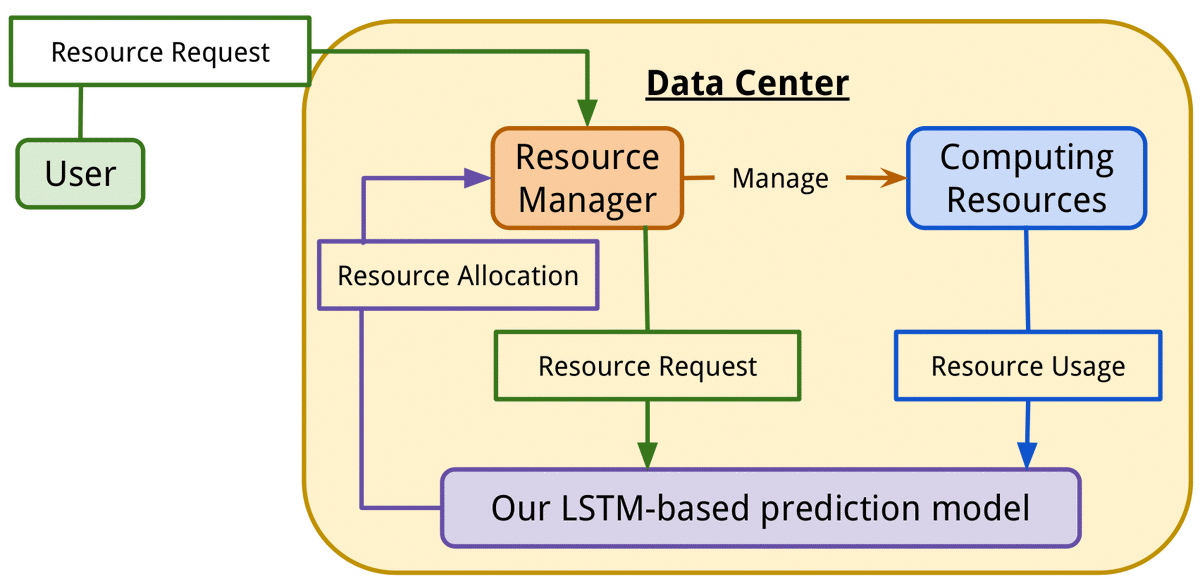 Resource Request
Data Center
User
Resource
Manager
Manage
Computing
Resources
Resource Allocation
Resource Request
Resource Usage
Our LSTM-based prediction model